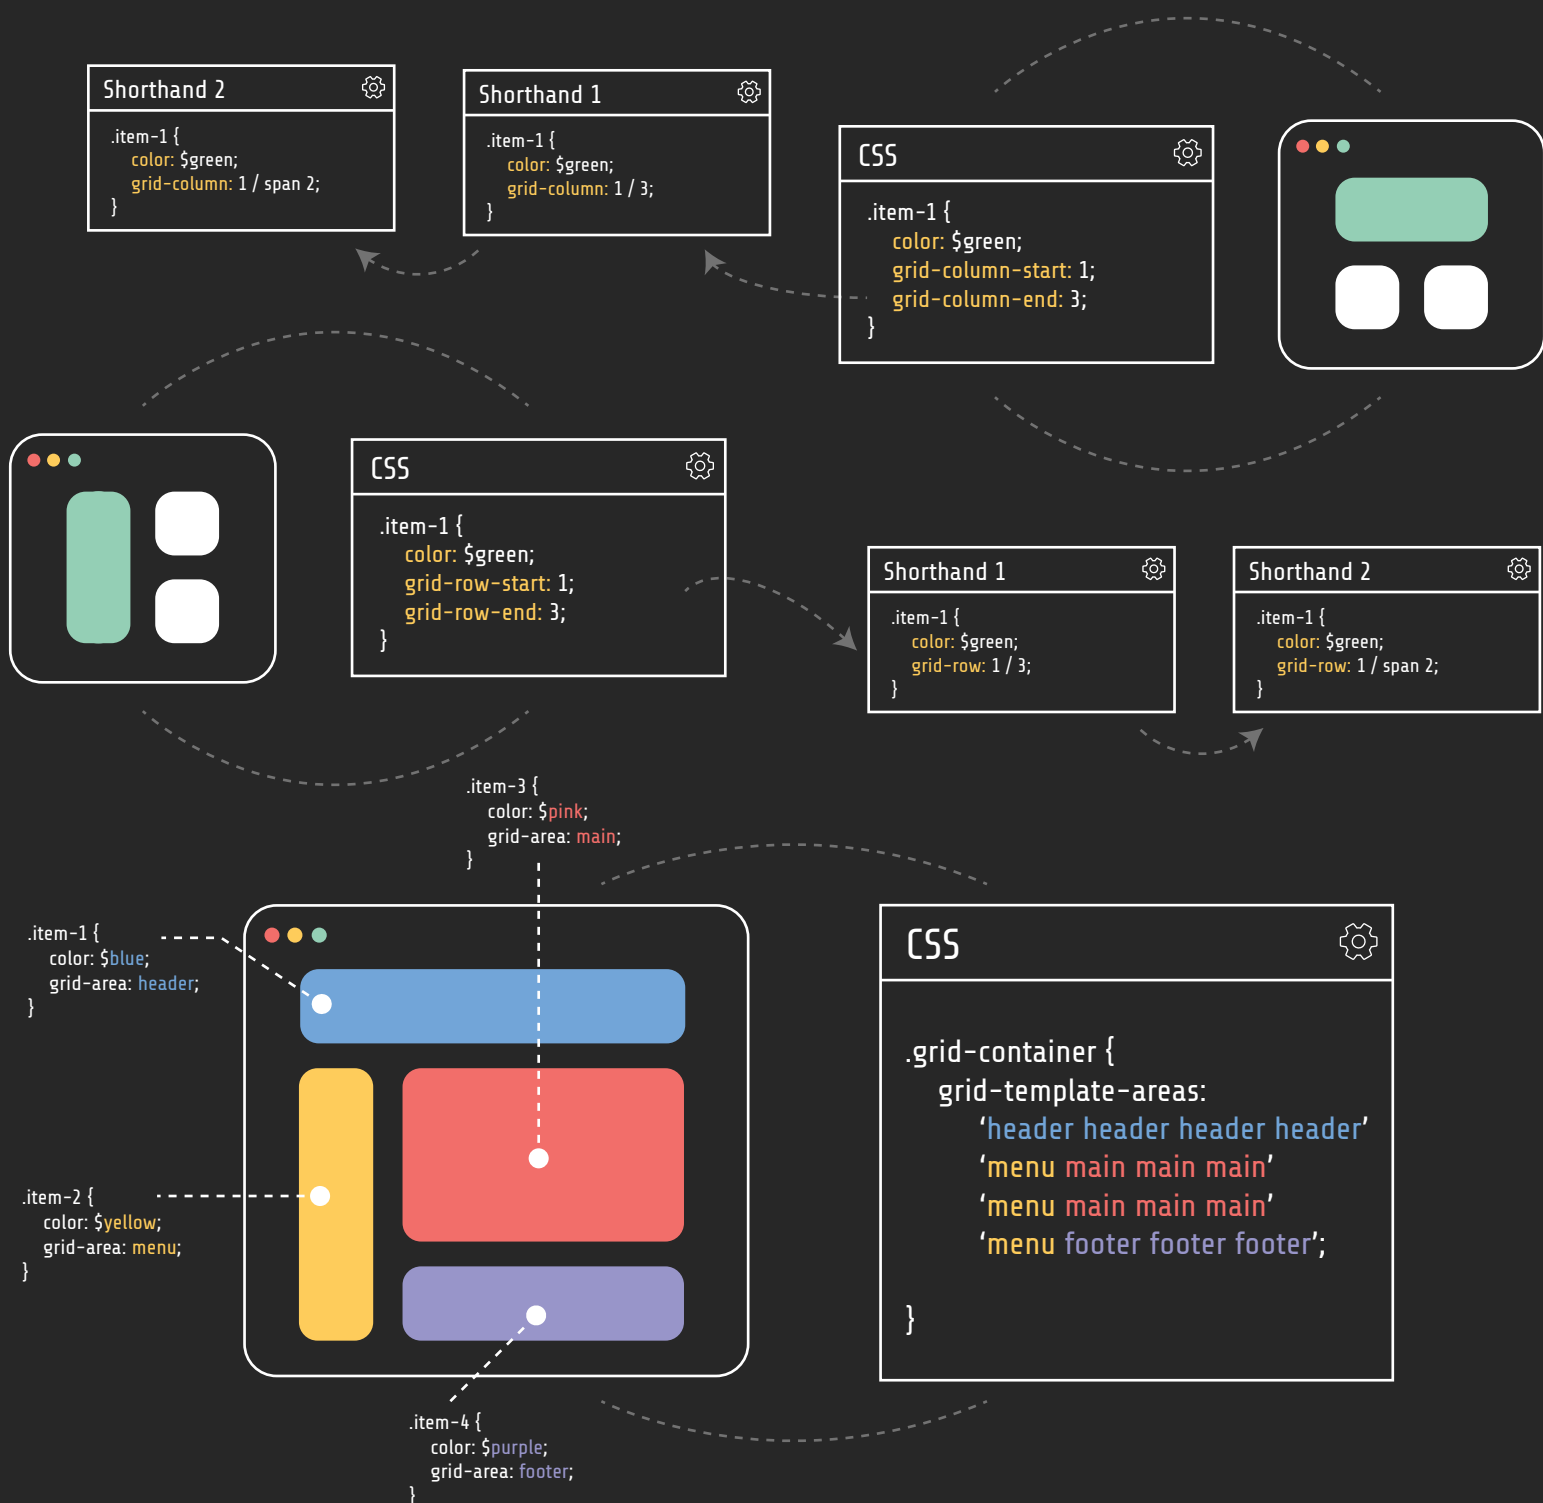 Shorthand 2
.item-1 {
color: $green;
grid-column: 1 / span 2;
}
Shorthand 1
.item-1 {
color: $green;
grid-column: 1 / 3;
}
CSS
.item-1 {
color: $green;
grid-column-start: 1;
grid-column-end: 3;
}
CSS
.item-1 {
color: $green;
grid-row-start: 1;
grid-row-end: 3;
}
Shorthand 1
.item-1 {
color: $green;
grid-row: 1 / 3;
}
Shorthand 2
.item-1 {
color: $green;
grid-row: 1 / span 2;
}
.item-3 {
color: $pink;
grid-area: main;
}
.item-1 {
color: $blue;
grid-area: header;
}
.item-2 {
color: $yellow;
grid-area: menu;
}
.item-4 {
color: $purple;
grid-area: footer;
}
CSS
.grid-container {
grid-template-areas:
‘header header header header’
‘menu main main main’
‘menu main main main’
‘menu footer footer footer’;
}